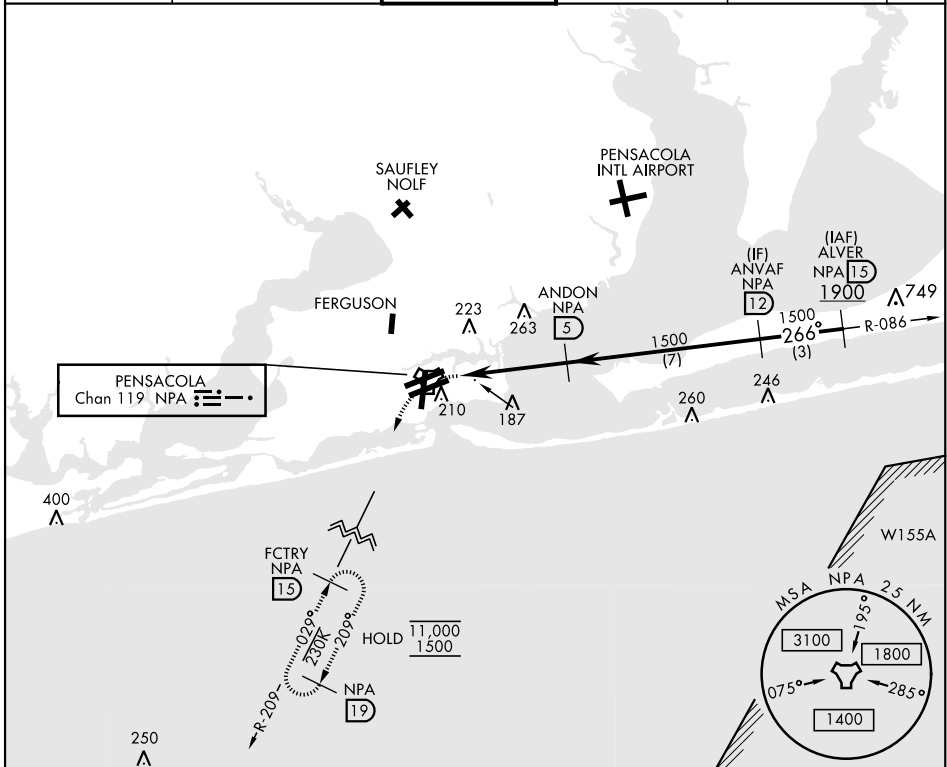 SAUFLEY
NOLF
PENSACOLA
INTL AIRPORT
(IAF)
ALVER
NPA 15
1900
(IF)
ANVAF
NPA
12
749
ANDON
NPA
5
FERGUSON
223
263
1500
266°
(3)
R-086
1500
(7)
PENSACOLA
Chan 119 NPA
210
187
260
246
400
W155A
FCTRY
NPA
15
029°
230K
209°
HOLD 11,000
1500
NPA
19
R-209
250
MSA NPA 25 NM
195°
3100
1800
075°
285°
1400